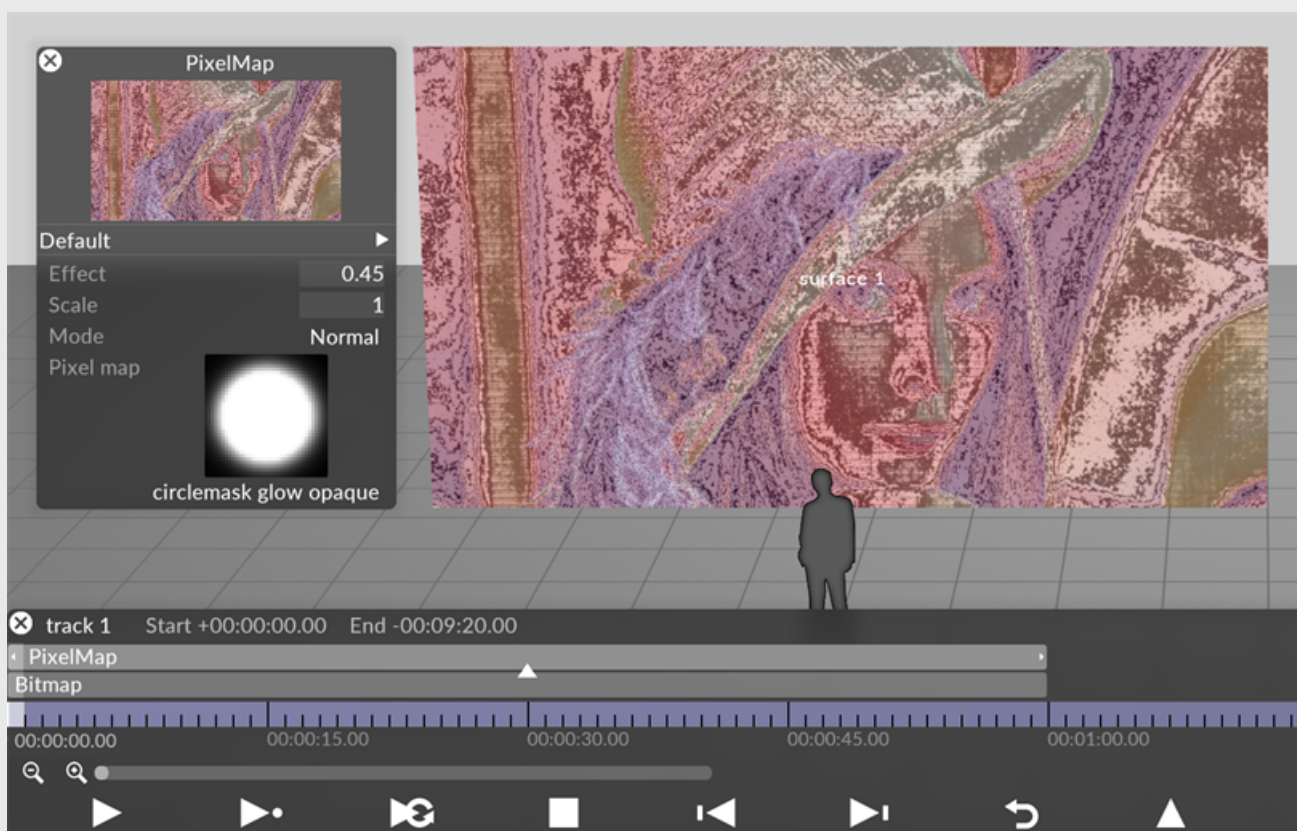 PixelMap
Default
Effect 0.45
Scale 1
Mode Normal
Pixel map
circlemask glow opaque
surface 1
track 1 Start +00:00:00.00 End -00:09:20.00
PixelMap
Bitmap
00:00:00.00 00:00:15.00 00:00:30.00 00:00:45.00 00:01:00.00